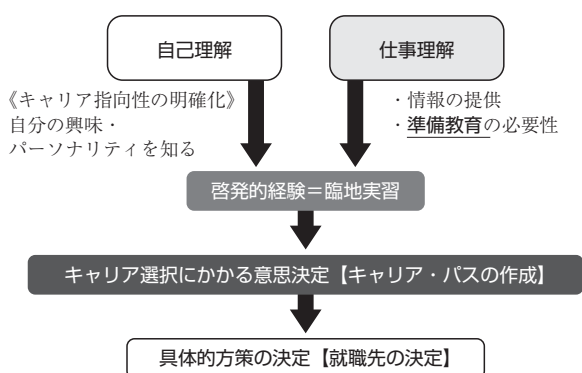 自己理解
仕事理解
《キャリア指向性の明確化》
自分の興味・
パーソナリティを知る
・情報の提供
・準備教育の必要性
啓発的経験＝臨地実習
キャリア選択にかかる意思決定【キャリア・パスの作成】
具体的方策の決定【就職先の決定】